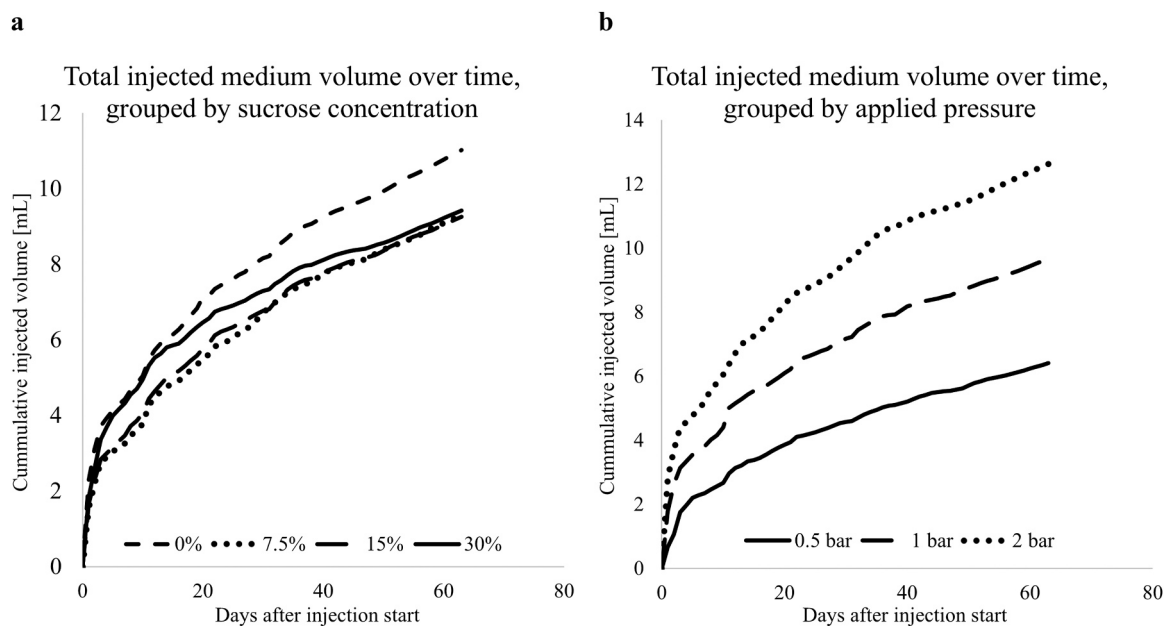 a
Total injected medium volume over time,
grouped by sucrose concentration
Cummulative injected volume [mL]
12
10
8
6
4
2
0
0% 7.5% 15% 30%
0 20 40 60 80
Days after injection start
b
Total injected medium volume over time,
grouped by applied pressure
Cummulative injected volume [mL]
14
12
10
8
6
4
2
0
0.5 bar 1 bar 2 bar
0 20 40 60 80
Days after injection start